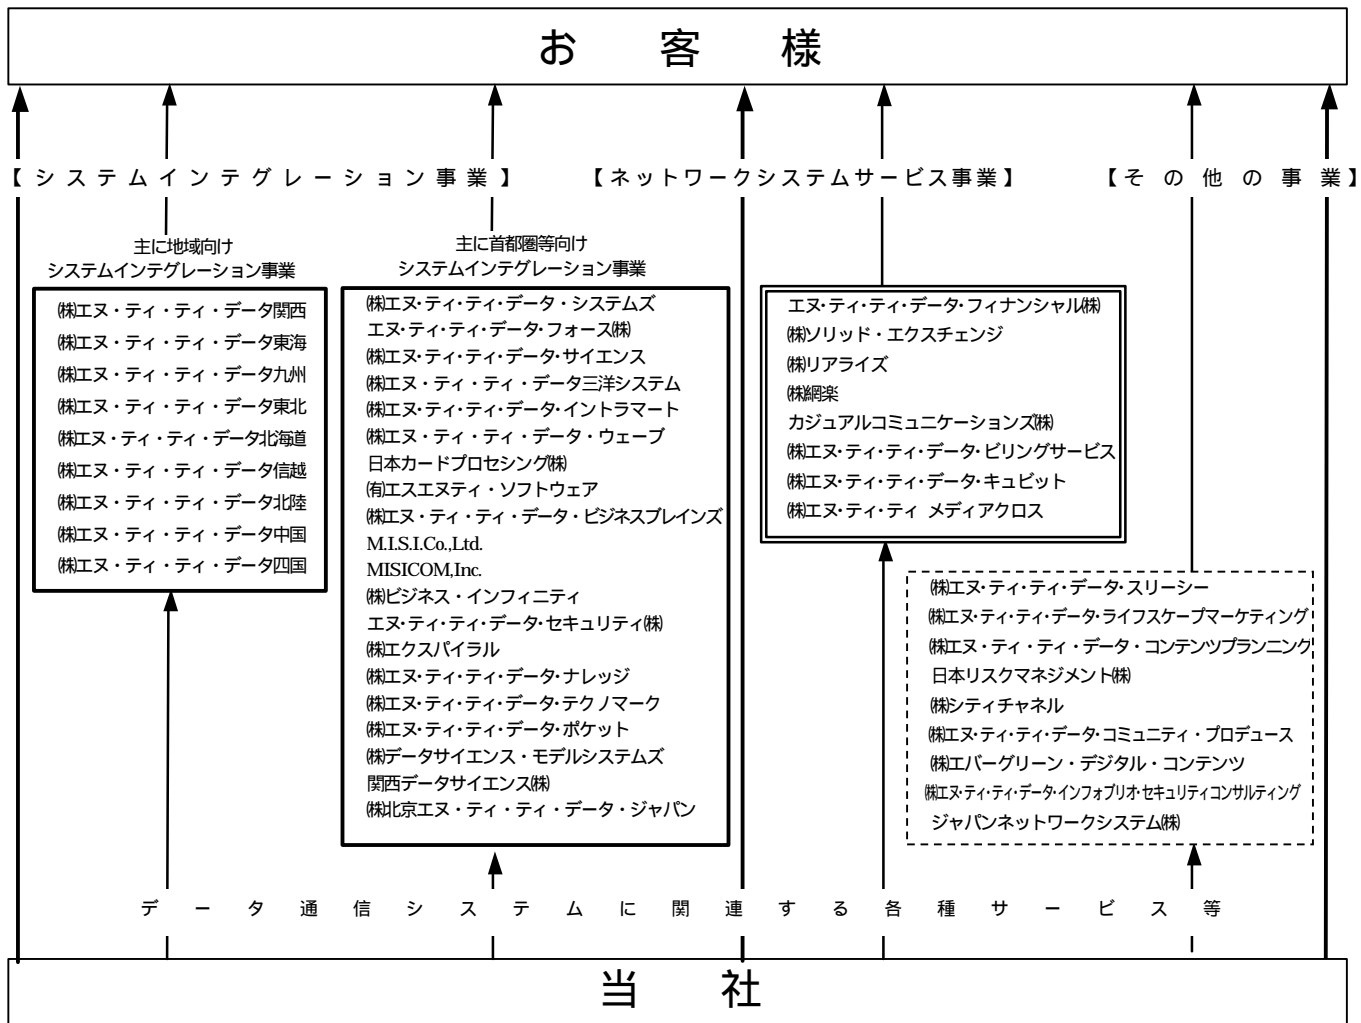 お客様
【システムインテグレーション事業】
【ネットワークシステムサービス事業】
【その他の事業】
主に地域向け
システムインテグレーション事業
㈱エヌ・ティ・ティ・データ関西
㈱エヌ・ティ・ティ・データ東海
㈱エヌ・ティ・ティ・データ九州
㈱エヌ・ティ・ティ・データ東北
㈱エヌ・ティ・ティ・データ北海道
㈱エヌ・ティ・ティ・データ信越
㈱エヌ・ティ・ティ・データ北陸
㈱エヌ・ティ・ティ・データ中国
㈱エヌ・ティ・ティ・データ四国
主に首都圏等向け
システムインテグレーション事業
㈱エヌ・ティ・ティ・データ・システムズ
エヌ・ティ・ティ・データ・フォース㈱
㈱エヌ・ティ・ティ・データ・サイエンス
㈱エヌ・ティ・ティ・データ三洋システム
㈱エヌ・ティ・ティ・データ・イントラマート
㈱エヌ・ティ・ティ・データ・ウェーブ
日本カードプロセシング㈱
㈲エスエヌティ・ソフトウェア
㈱エヌ・ティ・ティ・データ・ビジネスブレインズ
M.I.S.I.Co.,Ltd.
MISICOM,Inc.
㈱ビジネス・インフィニティ
エヌ・ティ・ティ・データ・セキュリティ㈱
㈱エクスパイラル
㈱エヌ・ティ・ティ・データ・ナレッジ
㈱エヌ・ティ・ティ・データ・テクノマーク
㈱エヌ・ティ・ティ・データ・ポケット
㈱データサイエンス・モデルシステムズ
関西データサイエンス㈱
㈱北京エヌ・ティ・ティ・データ・ジャパン
エヌ・ティ・ティ・データ・フィナンシャル㈱
㈱ソリッド・エクスチェンジ
㈱リアライズ
㈱網楽
カジュアルコミュニケーションズ㈱
㈱エヌ・ティ・ティ・データ・ビリングサービス
㈱エヌ・ティ・ティ・データ・キュビット
㈱エヌ・ティ・ティ メディアクロス
㈱エヌ・ティ・ティ・データ・スリーシー
㈱エヌ・ティ・ティ・データ・ライフスケープマーケティング
㈱エヌ・ティ・ティ・データ・コンテンツプランニング
日本リスクマネジメント㈱
㈱シティチャネル
㈱エヌ・ティ・ティ・データ・コミュニティ・プロデュース
㈱エバーグリーン・デジタル・コンテンツ
㈱エヌ・ティ・ティ・データ・インフォブリオ・セキュリティコンサルティング
ジャパンネットワークシステム㈱
データ通信システムに関連する各種サービス等
当社